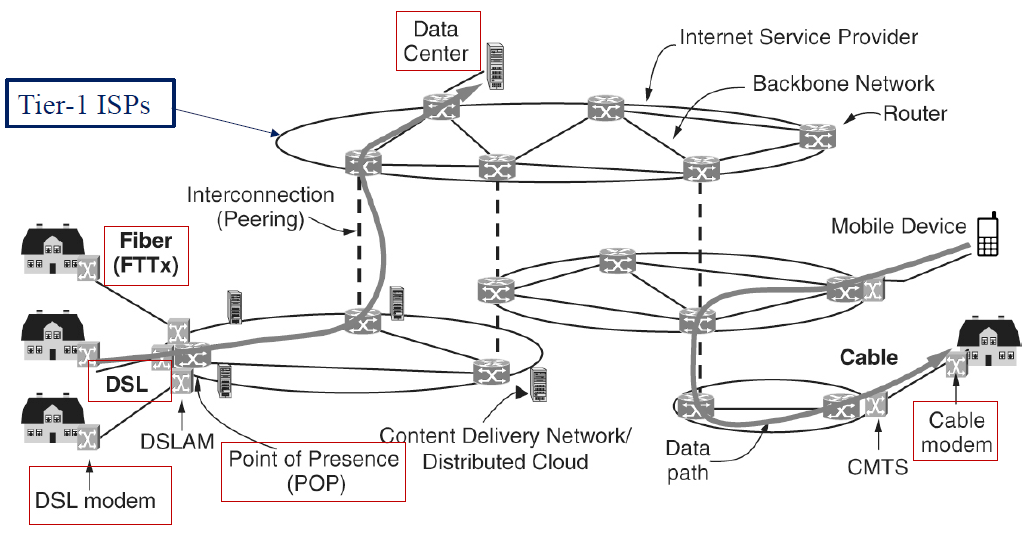 Data
Center
Internet Service Provider
Tier-1 ISPs
Backbone Network
Router
Interconnection
(Peering)
Mobile Device
Fiber
(FTTx)
Cable
DSL
DSLAM
Point of Presence
(POP)
Content Delivery Network/
Distributed Cloud
Data
path
CMTS
Cable
modem
DSL modem